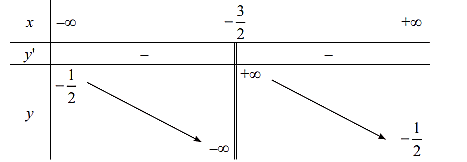 x −∞ −3/2 +∞
y' − −
y −1/2 −∞ +∞ −1/2